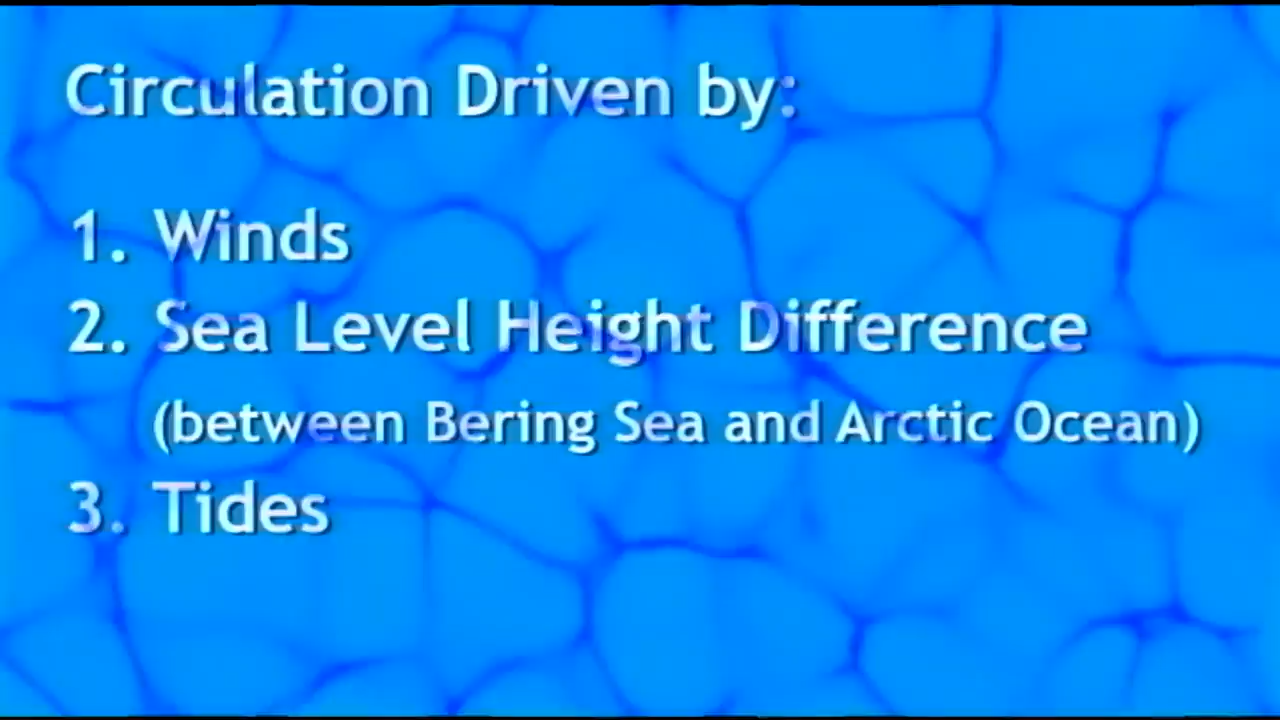 Circulation Driven by:
1. Winds
2. Sea Level Height Difference
(between Bering Sea and Arctic Ocean)
3. Tides